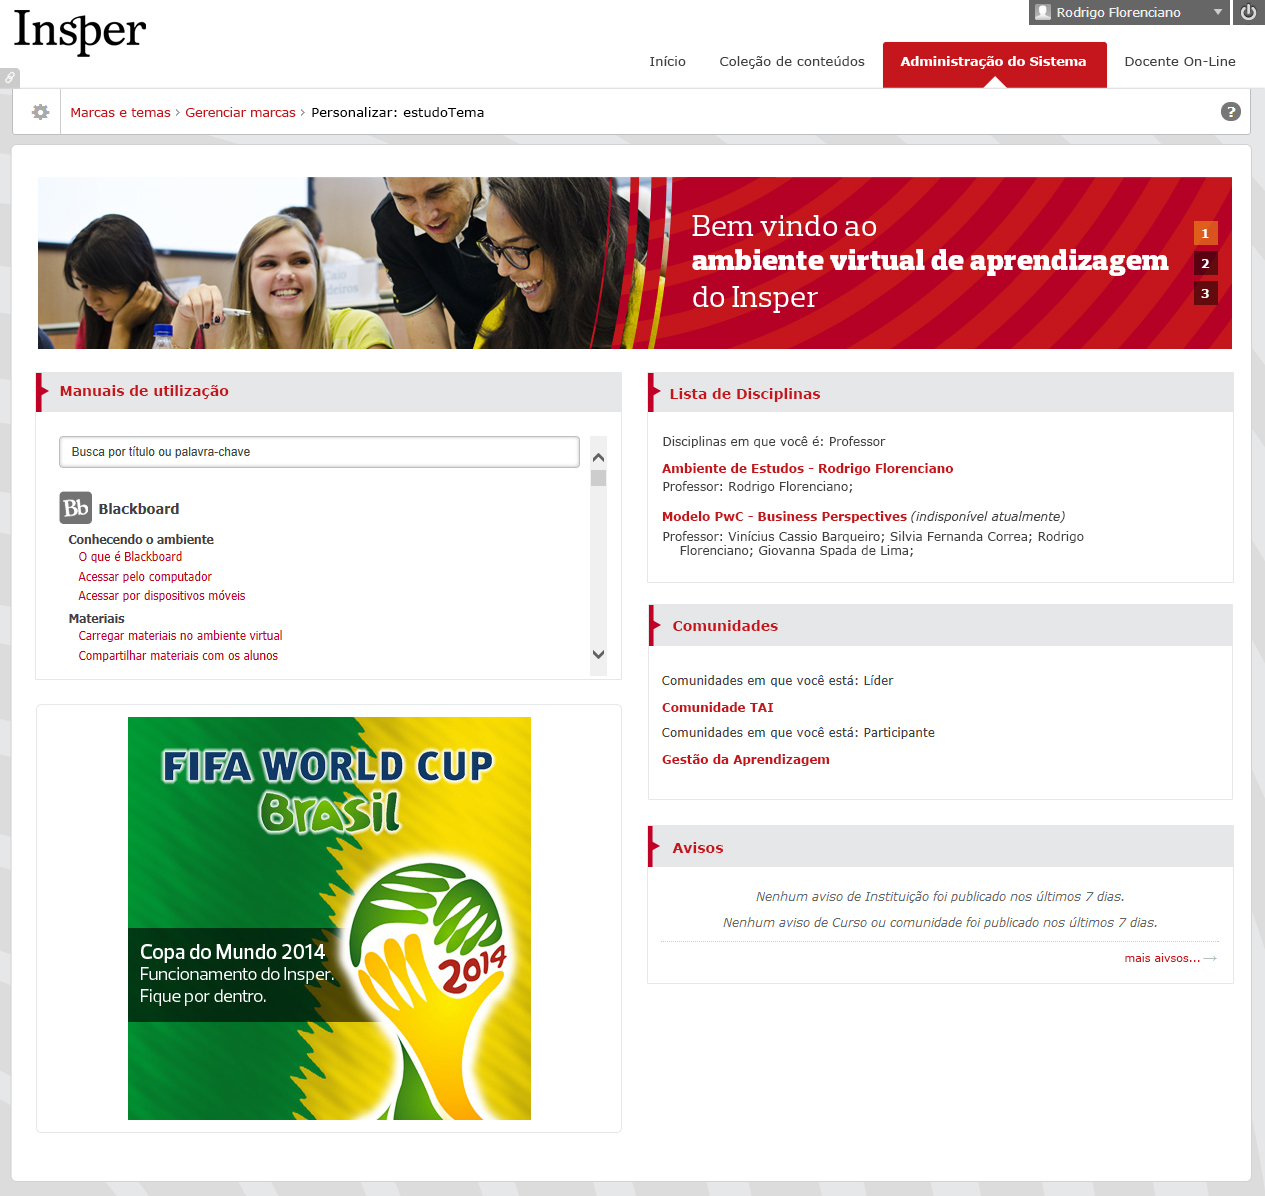 Insper
Rodrigo Florenciano
Início
Coleção de conteúdos
Administração do Sistema
Docente On-Line
Marcas e temas › Gerenciar marcas › Personalizar: estudoTema
?
Bem vindo ao
ambiente virtual de aprendizagem
do Insper
1
2
3
Manuais de utilização
Busca por título ou palavra-chave
Bb Blackboard
Conhecendo o ambiente
O que é Blackboard
Acessar pelo computador
Acessar por dispositivos móveis
Materiais
Carregar materiais no ambiente virtual
Compartilhar materiais com os alunos
FIFA WORLD CUP
Brasil
2014
Copa do Mundo 2014
Funcionamento do Insper.
Fique por dentro.
Lista de Disciplinas
Disciplinas em que você é: Professor
Ambiente de Estudos - Rodrigo Florenciano
Professor: Rodrigo Florenciano;
Modelo PwC - Business Perspectives (indisponível atualmente)
Professor: Vinícius Cassio Barqueiro; Silvia Fernanda Correa; Rodrigo
Florenciano; Giovanna Spada de Lima;
Comunidades
Comunidades em que você está: Líder
Comunidade TAI
Comunidades em que você está: Participante
Gestão da Aprendizagem
Avisos
Nenhum aviso de Instituição foi publicado nos últimos 7 dias.
Nenhum aviso de Curso ou comunidade foi publicado nos últimos 7 dias.
mais aivsos... →